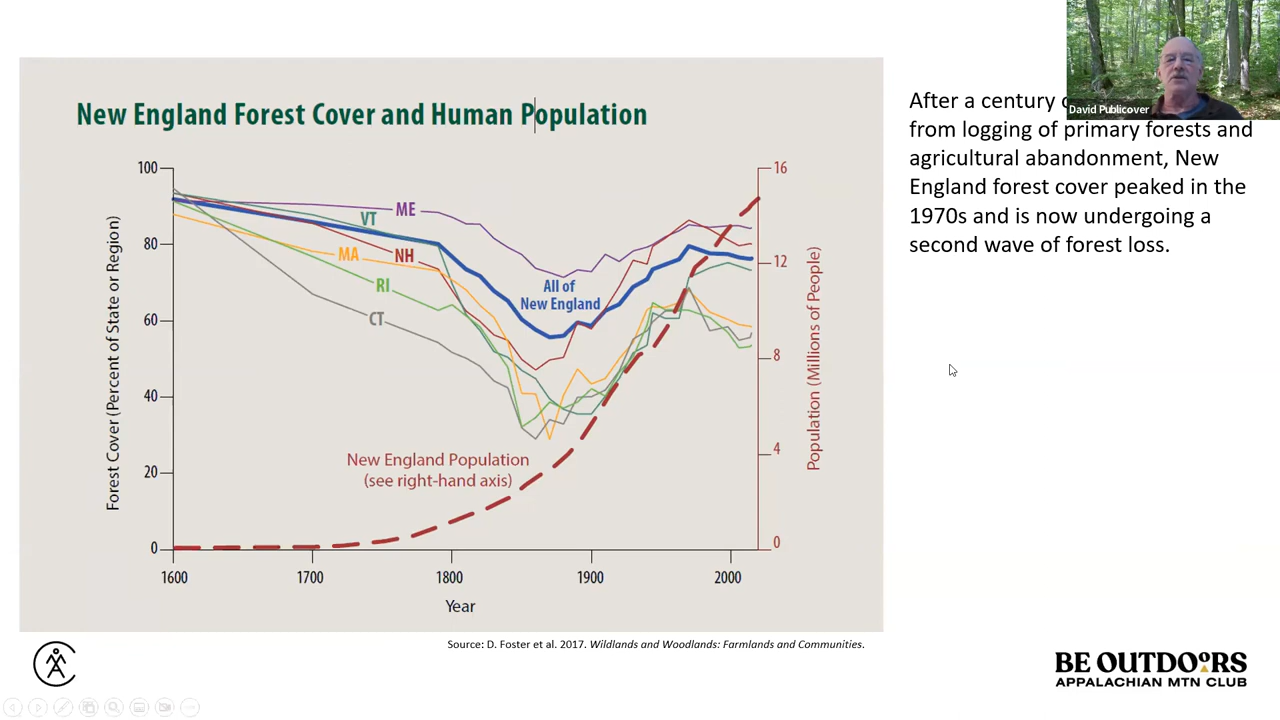 New England Forest Cover and Human Population
Forest Cover (Percent of State or Region)
100
80
60
40
20
0
ME
VT
MA
NH
RI
CT
All of
New England
New England Population
(see right-hand axis)
16
12
8
4
0
Population (Millions of People)
1600
1700
1800
1900
2000
Year
Source: D. Foster et al. 2017. Wildlands and Woodlands: Farmlands and Communities.
After a century
from logging of primary forests and
agricultural abandonment, New
England forest cover peaked in the
1970s and is now undergoing a
second wave of forest loss.
David Publicover
BE OUTDOORS
APPALACHIAN MTN CLUB